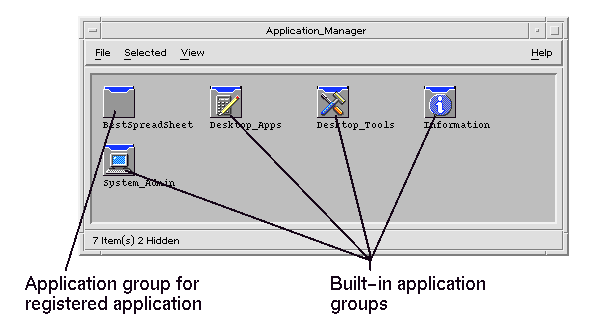 Application_Manager
File Selected View Help
BestSpreadSheet Desktop_Apps Desktop_Tools Information
System_Admin
7 Item(s) 2 Hidden
Application group for
registered application
Built-in application
groups